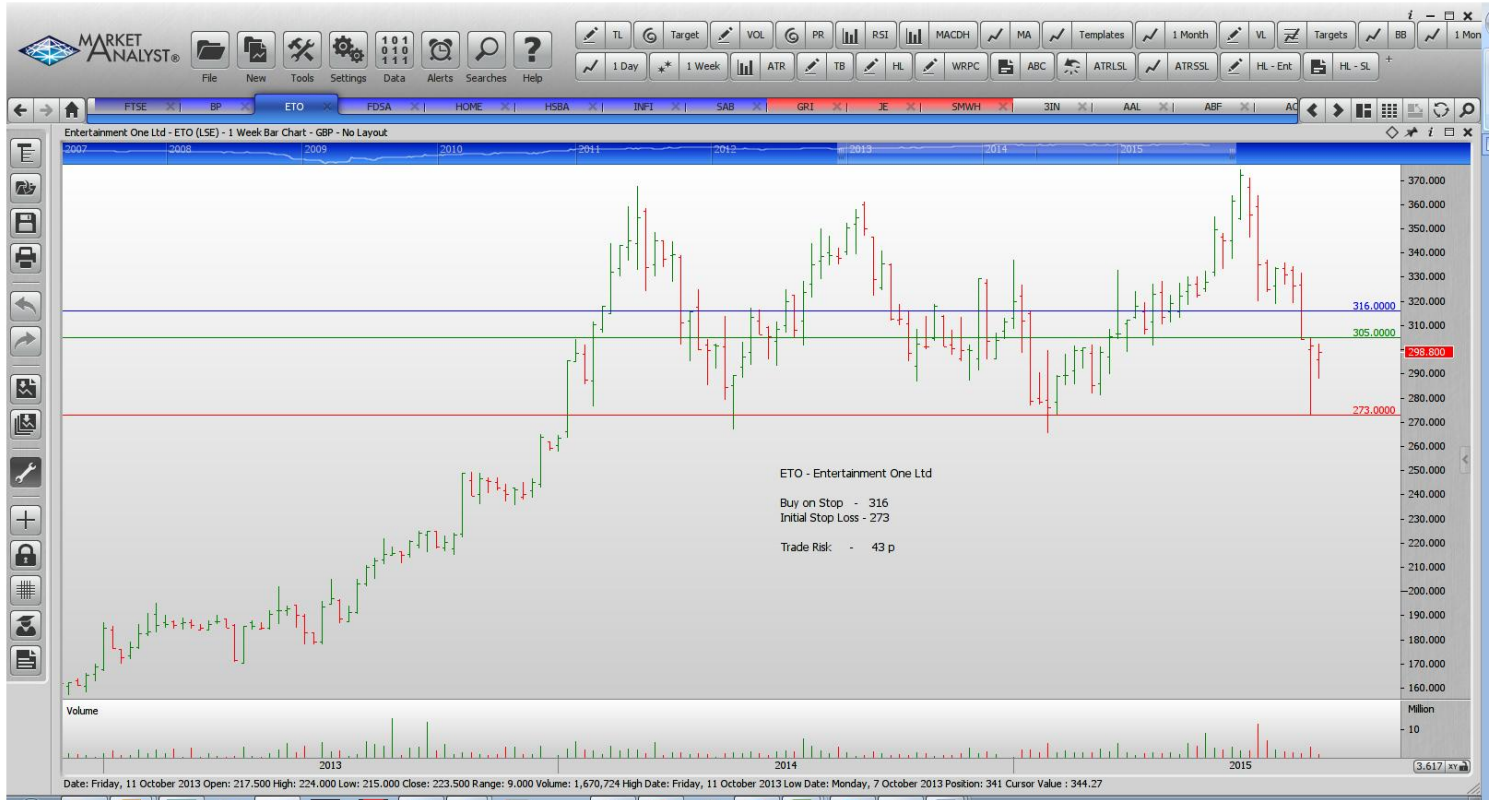 i
MARKET
ANALYST®
File New Tools Settings Data Alerts Searches Help
101
010
111
TL Target VOL PR RSI MACDH MA Templates 1 Month VL Targets BB 1 Mon
1 Day 1 Week ATR TB HL WRPC ABC ATRLSL ATRSSL HL - Ent HL - SL +
FTSE BP ETO FDSA HOME HSBA INFI SAB GRI JE SMWH 3IN AAL ABF
Entertainment One Ltd - ETO (LSE) - 1 Week Bar Chart - GBP - No Layout
2007 2008 2009 2010 2011 2012 2013 2014 2015
370.000
360.000
350.000
340.000
330.000
320.000
316.0000
310.000
305.0000
298.800
290.000
280.000
273.0000
270.000
260.000
ETO - Entertainment One Ltd
250.000
240.000
Buy on Stop - 316
Initial Stop Loss - 273
230.000
Trade Risk - 43 p
220.000
210.000
200.000
190.000
180.000
170.000
160.000
Volume
Million
10
2013 2014 2015
3.617 XY
Date: Friday, 11 October 2013 Open: 217.500 High: 224.000 Low: 215.000 Close: 223.500 Range: 9.000 Volume: 1,670,724 High Date: Friday, 11 October 2013 Low Date: Monday, 7 October 2013 Position: 341 Cursor Value : 344.27